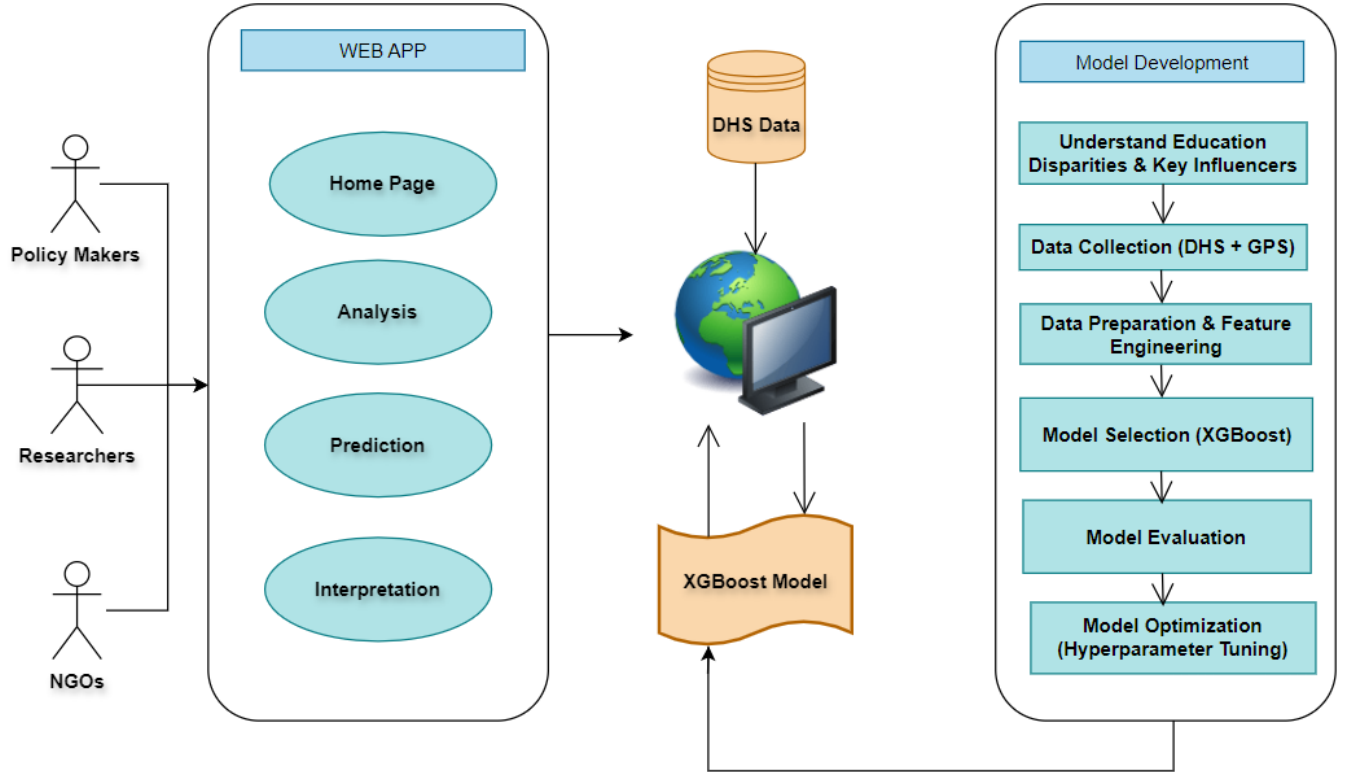 WEB APP
Home Page
Analysis
Prediction
Interpretation
Policy Makers
Researchers
NGOs
DHS Data
XGBoost Model
Model Development
Understand Education
Disparities & Key Influencers
Data Collection (DHS + GPS)
Data Preparation & Feature
Engineering
Model Selection (XGBoost)
Model Evaluation
Model Optimization
(Hyperparameter Tuning)